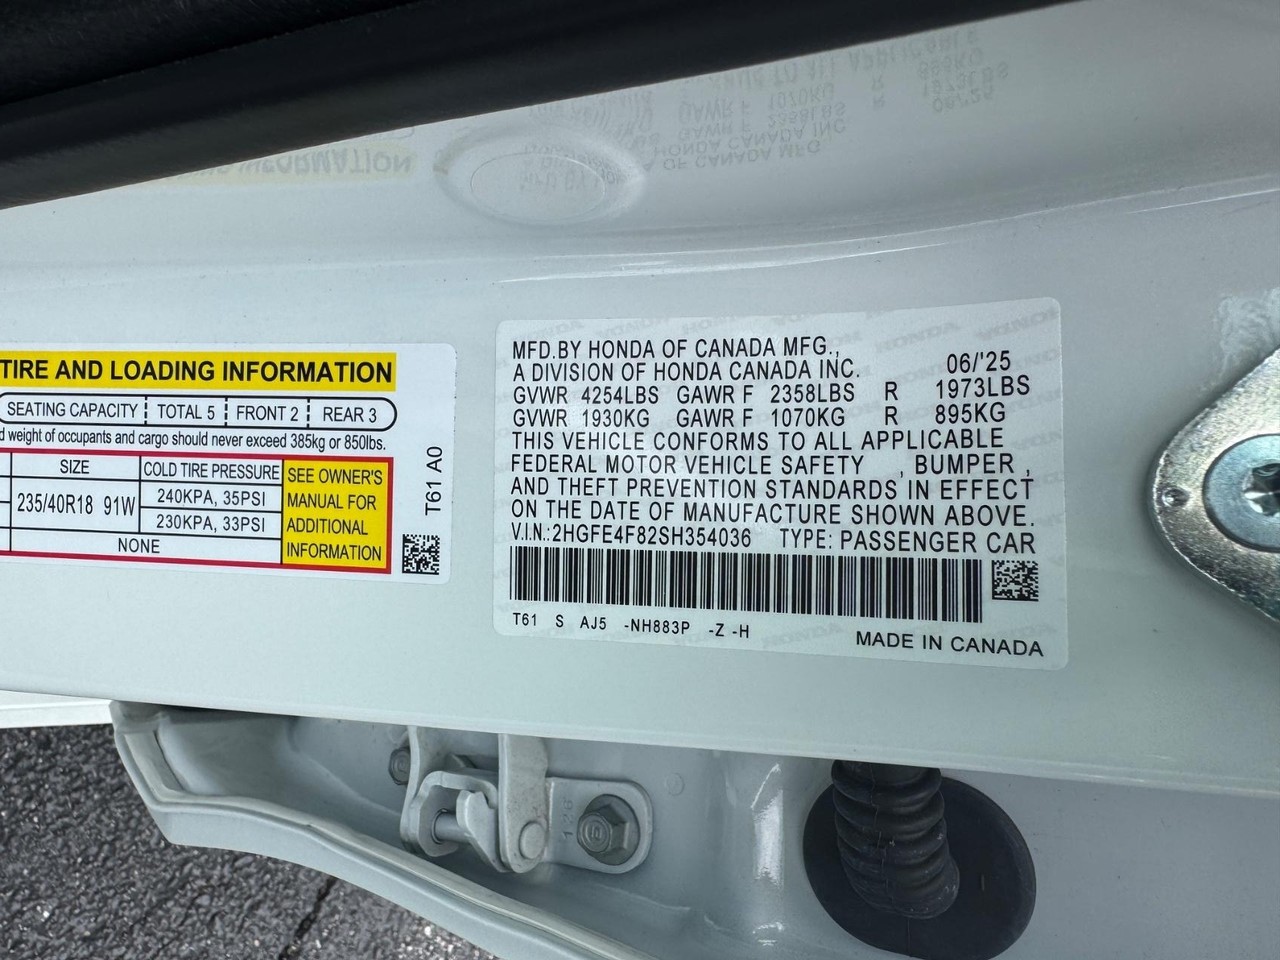 TIRE AND LOADING INFORMATION
SEATING CAPACITY TOTAL 5 FRONT 2 REAR 3
weight of occupants and cargo should never exceed 385kg or 850lbs.
SIZE COLD TIRE PRESSURE
235/40R18 91W
240KPA, 35PSI
230KPA, 33PSI
NONE
SEE OWNER'S
MANUAL FOR
ADDITIONAL
INFORMATION
T61 A0
MFD.BY HONDA OF CANADA MFG.,
A DIVISION OF HONDA CANADA INC. 06/'25
GVWR 4254LBS GAWR F 2358LBS R 1973LBS
GVWR 1930KG GAWR F 1070KG R 895KG
THIS VEHICLE CONFORMS TO ALL APPLICABLE
FEDERAL MOTOR VEHICLE SAFETY , BUMPER ,
AND THEFT PREVENTION STANDARDS IN EFFECT
ON THE DATE OF MANUFACTURE SHOWN ABOVE.
V.I.N.:2HGFE4F82SH354036 TYPE: PASSENGER CAR
T61 S AJ5 -NH883P -Z -H
MADE IN CANADA
126